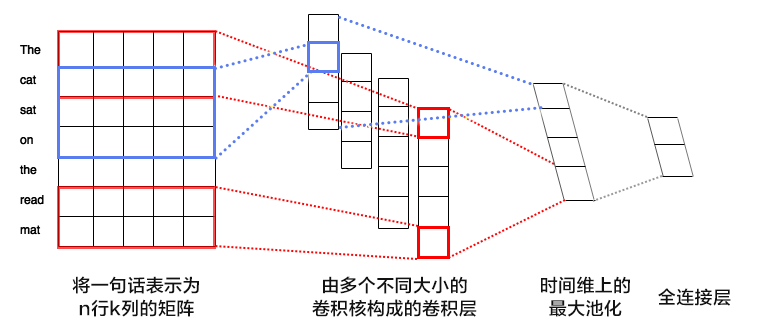 The
cat
sat
on
the
read
mat
将一句话表示为
n行k列的矩阵
由多个不同大小的
卷积核构成的卷积层
时间维上的
最大池化
全连接层